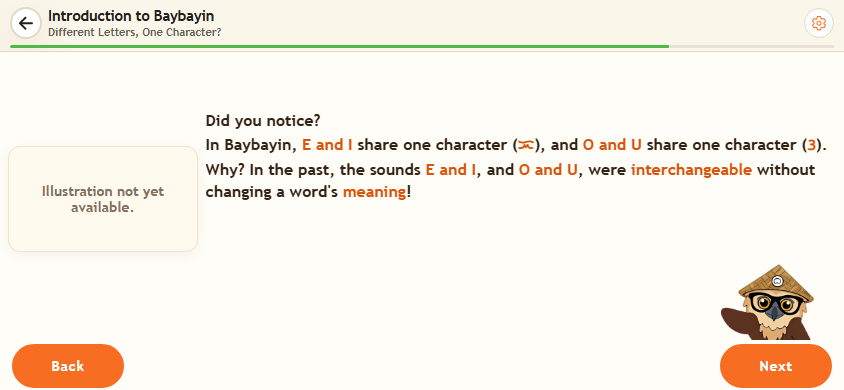 Introduction to Baybayin
Different Letters, One Character?
Did you notice?
In Baybayin, E and I share one character (ᜁ), and O and U share one character (ᜂ).
Why? In the past, the sounds E and I, and O and U, were interchangeable without
changing a word's meaning!
Illustration not yet
available.
Back
Next